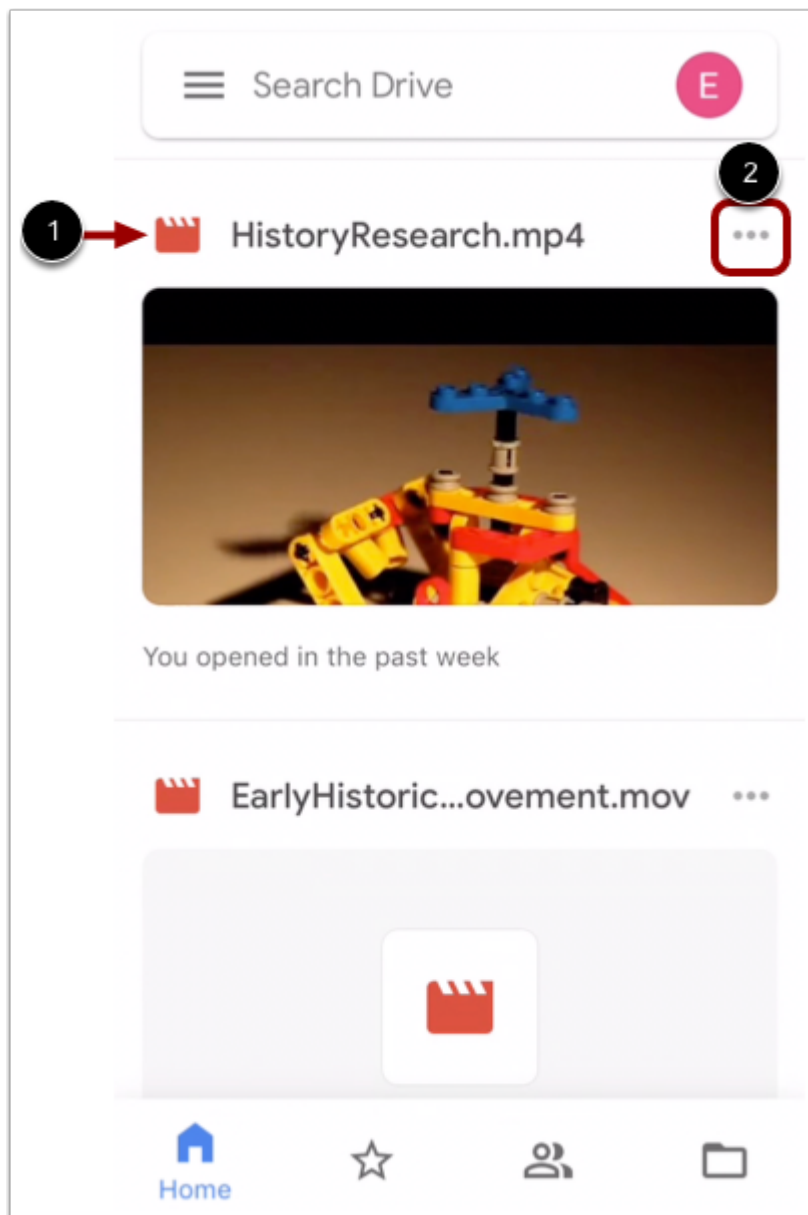 Search Drive
E
2
1
HistoryResearch.mp4
You opened in the past week
EarlyHistoric...ovement.mov
Home